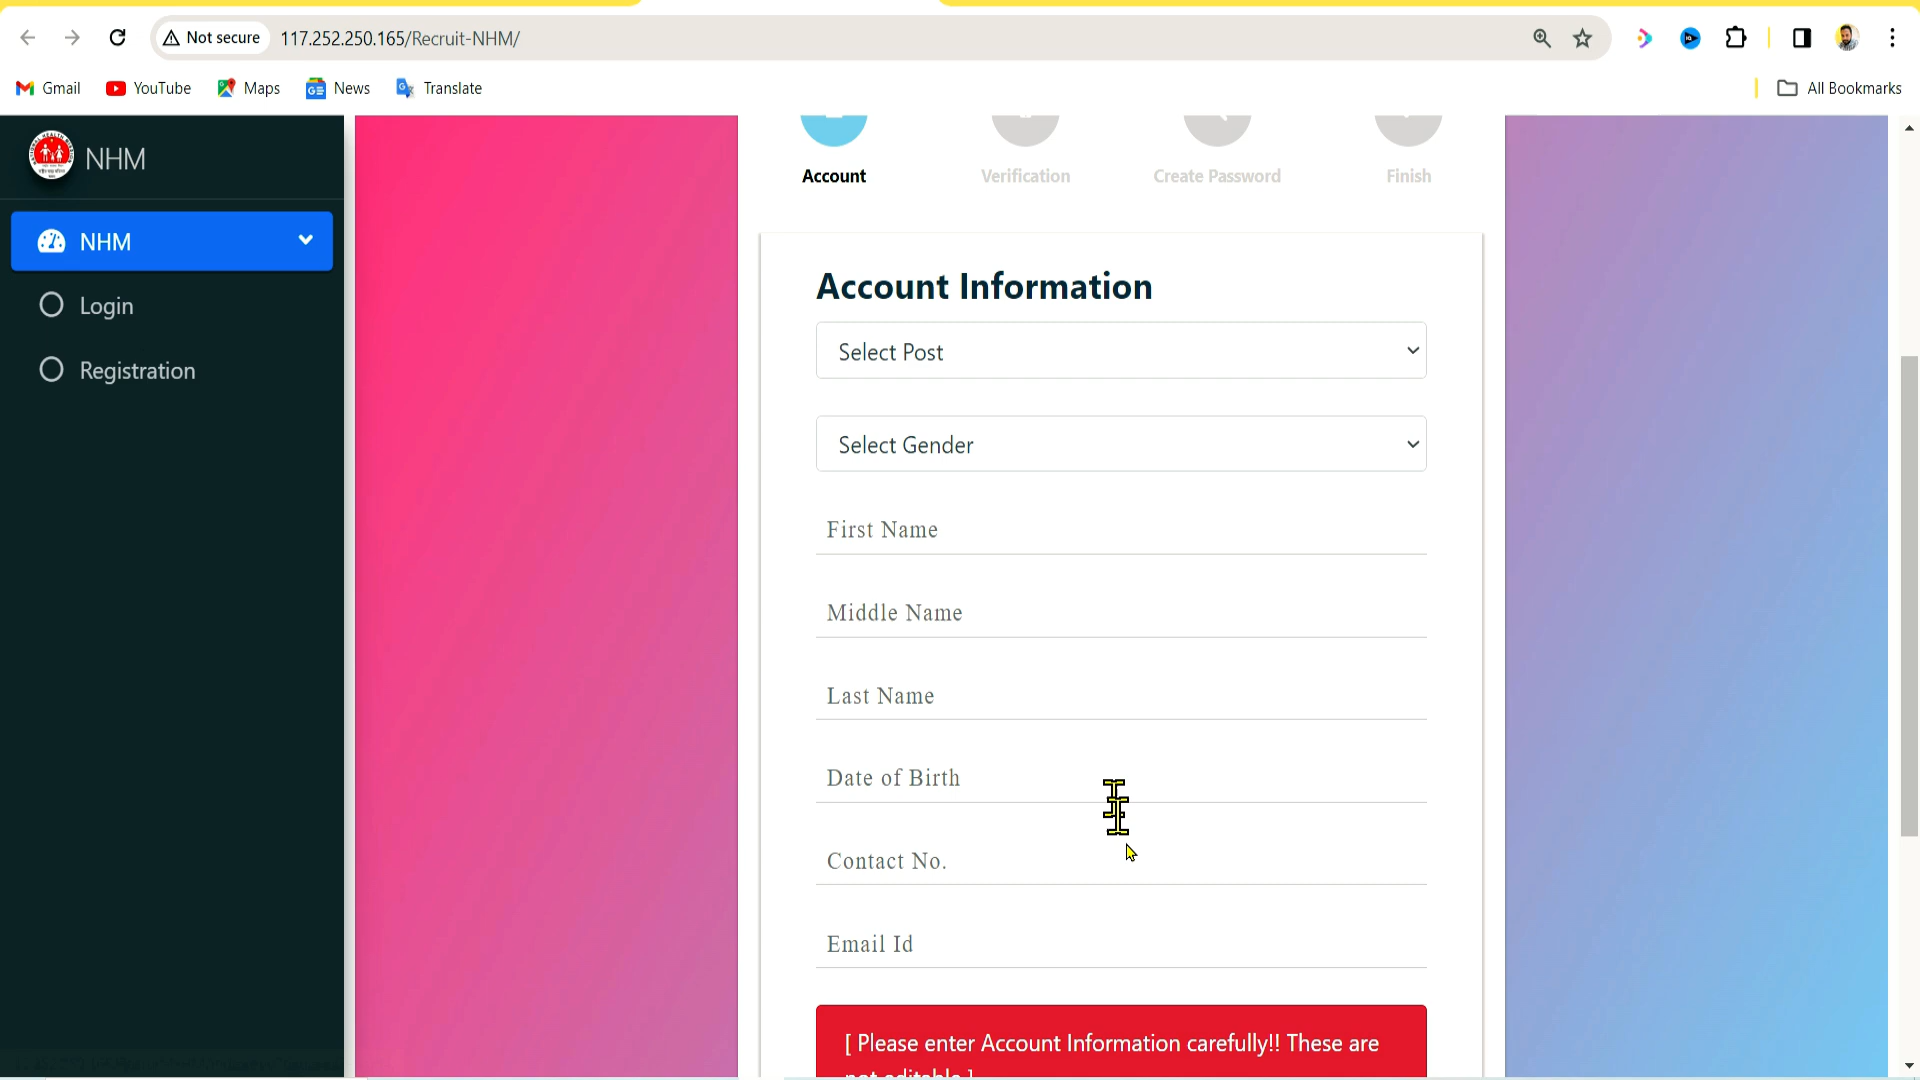 Not secure 117.252.250.165/Recruit-NHM/
Gmail YouTube Maps News Translate All Bookmarks
NHM
NHM
Login
Registration
Account Verification Create Password Finish
Account Information
Select Post
Select Gender
First Name
Middle Name
Last Name
Date of Birth
Contact No.
Email Id
[ Please enter Account Information carefully!! These are
not editable ]